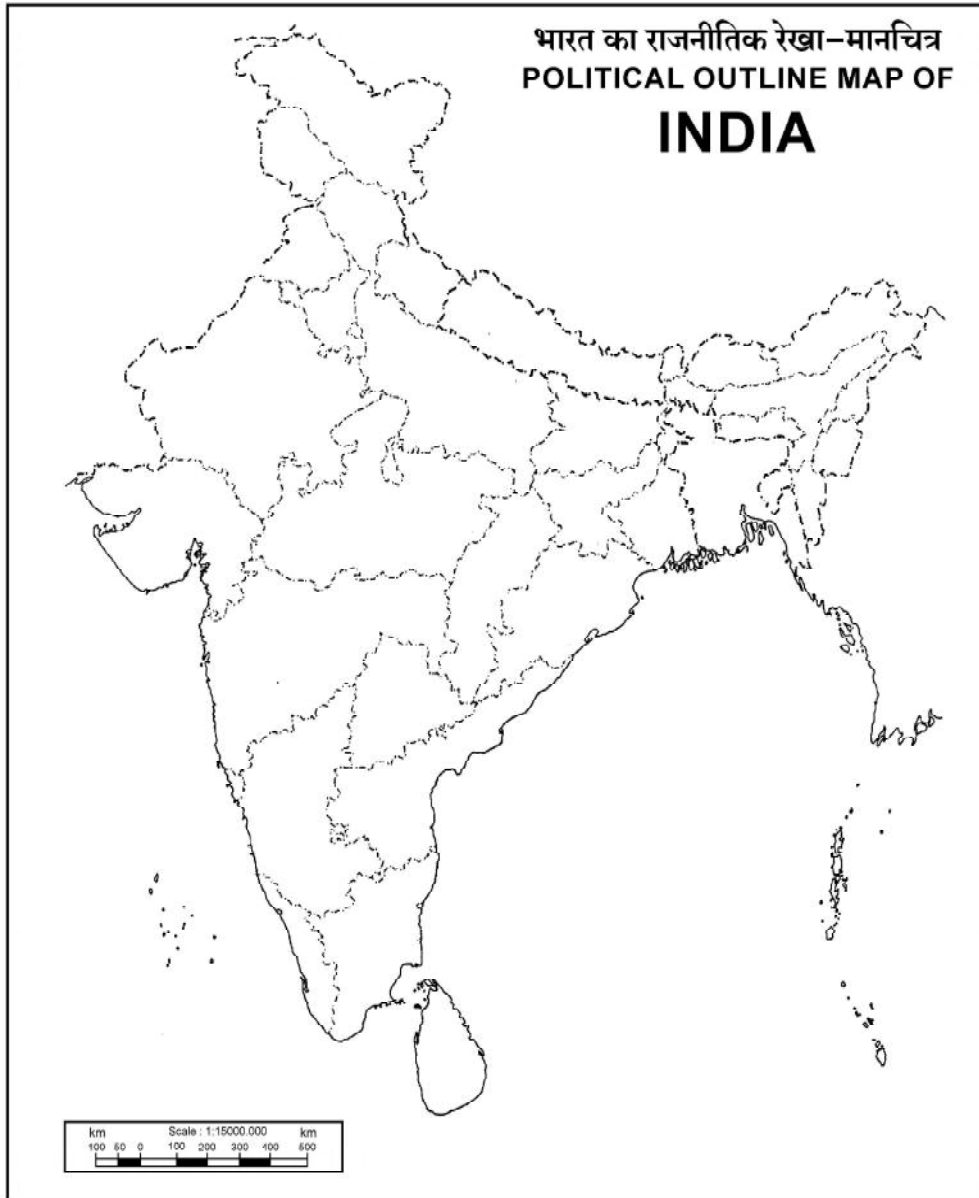 भारत का राजनीतिक रेखा–मानचित्र
POLITICAL OUTLINE MAP OF
INDIA
km Scale : 1:15000.000 km
100 50 0 100 200 300 400 500